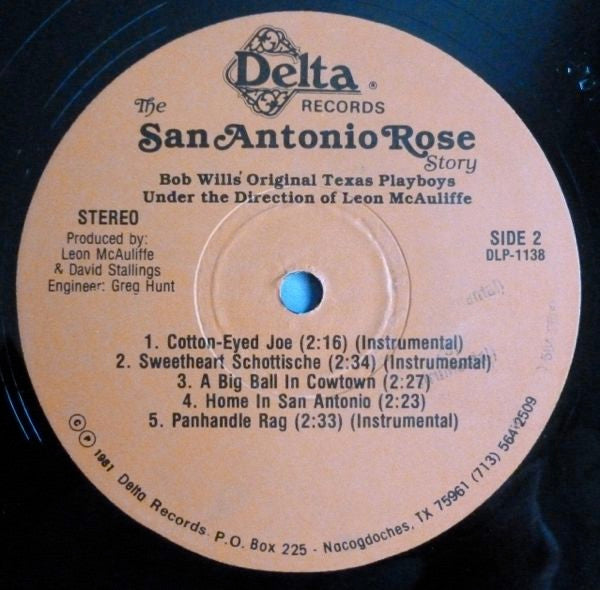 Delta ®
RECORDS
The
San Antonio Rose
Story
Bob Wills' Original Texas Playboys
Under the Direction of Leon McAuliffe
STEREO
Produced by:
Leon McAuliffe
& David Stallings
Engineer: Greg Hunt
SIDE 2
DLP-1138
1. Cotton-Eyed Joe (2:16) (Instrumental)
2. Sweetheart Schottische (2:34) (Instrumental)
3. A Big Ball In Cowtown (2:27)
4. Home In San Antonio (2:23)
5. Panhandle Rag (2:33) (Instrumental)
© ℗ 1981 Delta Records P.O. Box 225 - Nacogdoches, TX 75961 (713) 564-2509